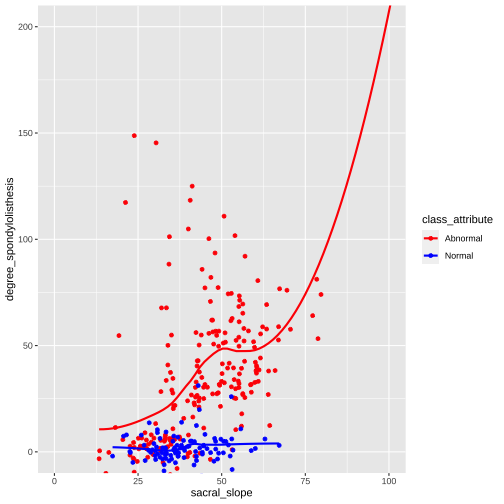 200
150
100
50
0
0
25
50
75
100
sacral_slope
degree_spondylolisthesis
class_attribute
Abnormal
Normal